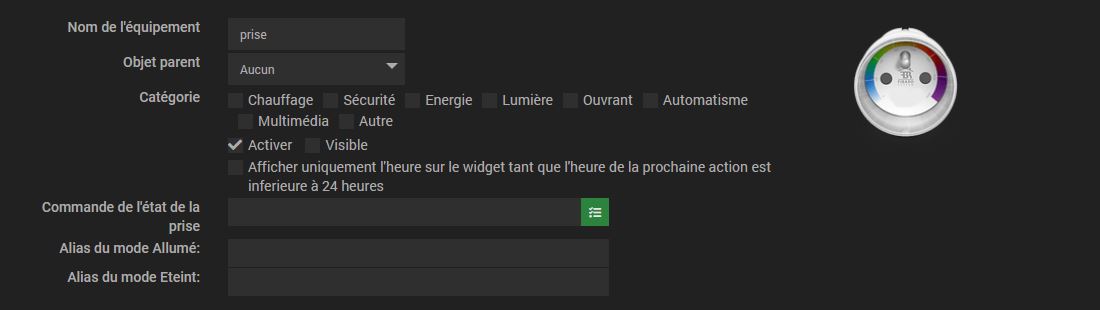 Nom de l'équipement
prise
Objet parent
Aucun
Catégorie
Chauffage Sécurité Energie Lumière Ouvrant Automatisme
Multimédia Autre
Activer Visible
Afficher uniquement l'heure sur le widget tant que l'heure de la prochaine action est
inferieure à 24 heures
Commande de l'état de la
prise
Alias du mode Allumé:
Alias du mode Eteint: